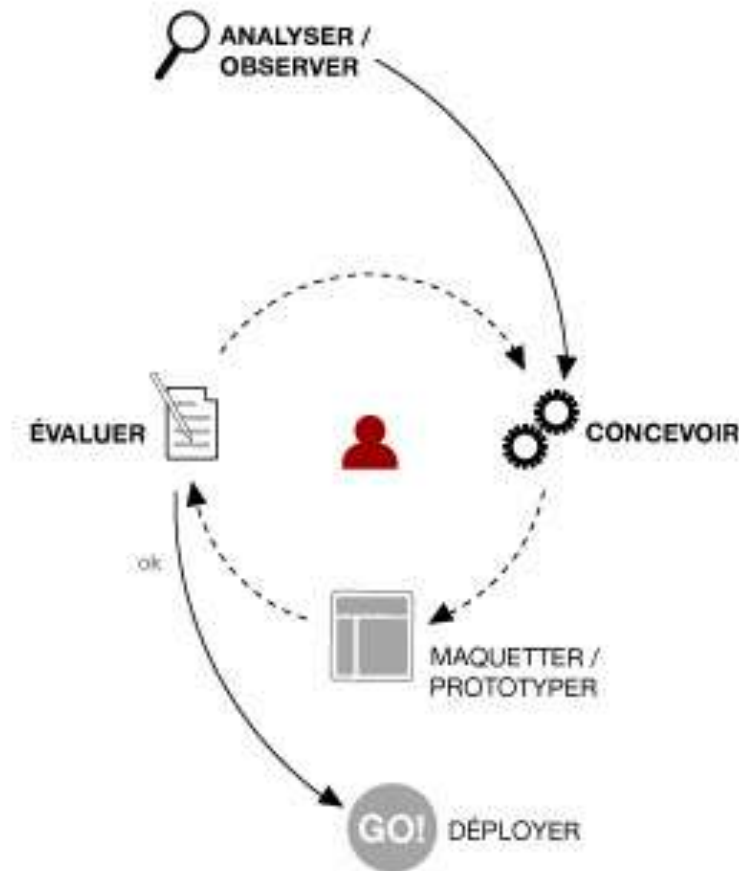 ANALYSER /
OBSERVER
ÉVALUER
CONCEVOIR
ok
MAQUETTER /
PROTOTYPER
GO!
DÉPLOYER